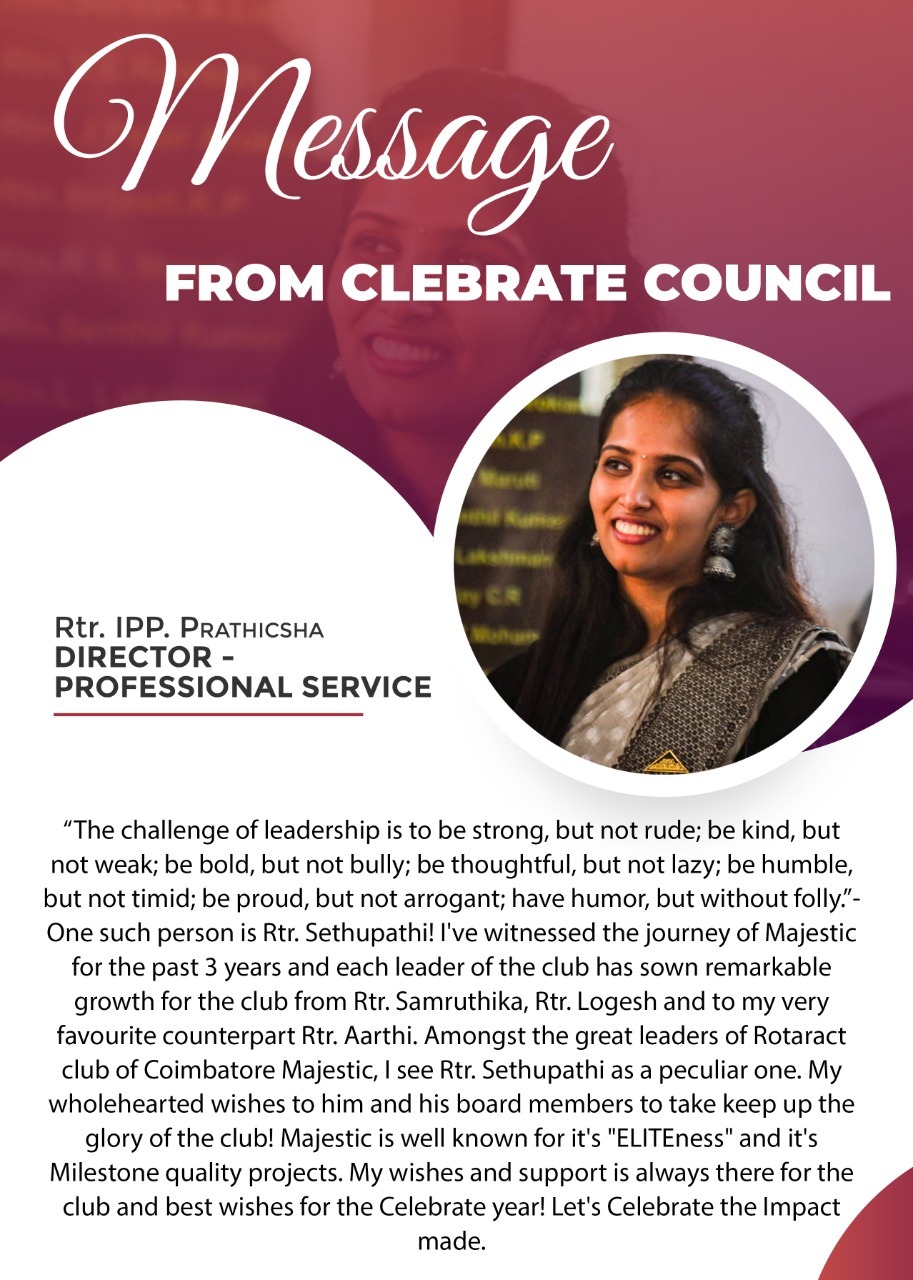 Message
FROM CLEBRATE COUNCIL
okian
.K.P
Maruti
nthil Kumar
Lakshman
ay C.R
Moham
Rtr. IPP. PRATHICSHA
DIRECTOR -
PROFESSIONAL SERVICE
“The challenge of leadership is to be strong, but not rude; be kind, but
not weak; be bold, but not bully; be thoughtful, but not lazy; be humble,
but not timid; be proud, but not arrogant; have humor, but without folly.”-
One such person is Rtr. Sethupathi! I've witnessed the journey of Majestic
for the past 3 years and each leader of the club has sown remarkable
growth for the club from Rtr. Samruthika, Rtr. Logesh and to my very
favourite counterpart Rtr. Aarthi. Amongst the great leaders of Rotaract
club of Coimbatore Majestic, I see Rtr. Sethupathi as a peculiar one. My
wholehearted wishes to him and his board members to take keep up the
glory of the club! Majestic is well known for it's "ELITEness" and it's
Milestone quality projects. My wishes and support is always there for the
club and best wishes for the Celebrate year! Let's Celebrate the Impact
made.